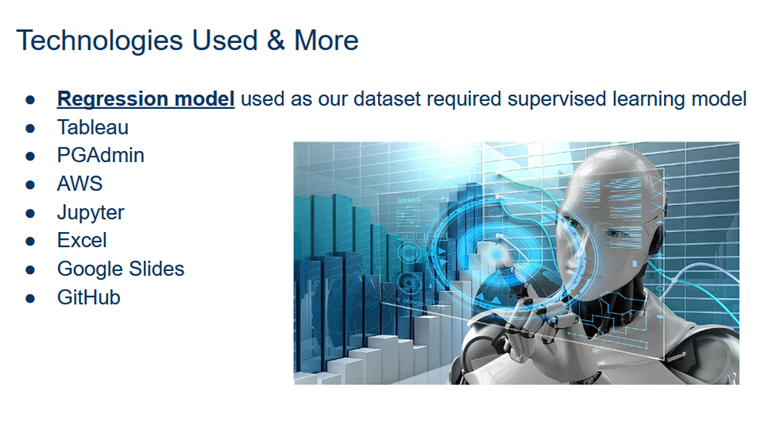 Technologies Used & More
● Regression model used as our dataset required supervised learning model
● Tableau
● PGAdmin
● AWS
● Jupyter
● Excel
● Google Slides
● GitHub